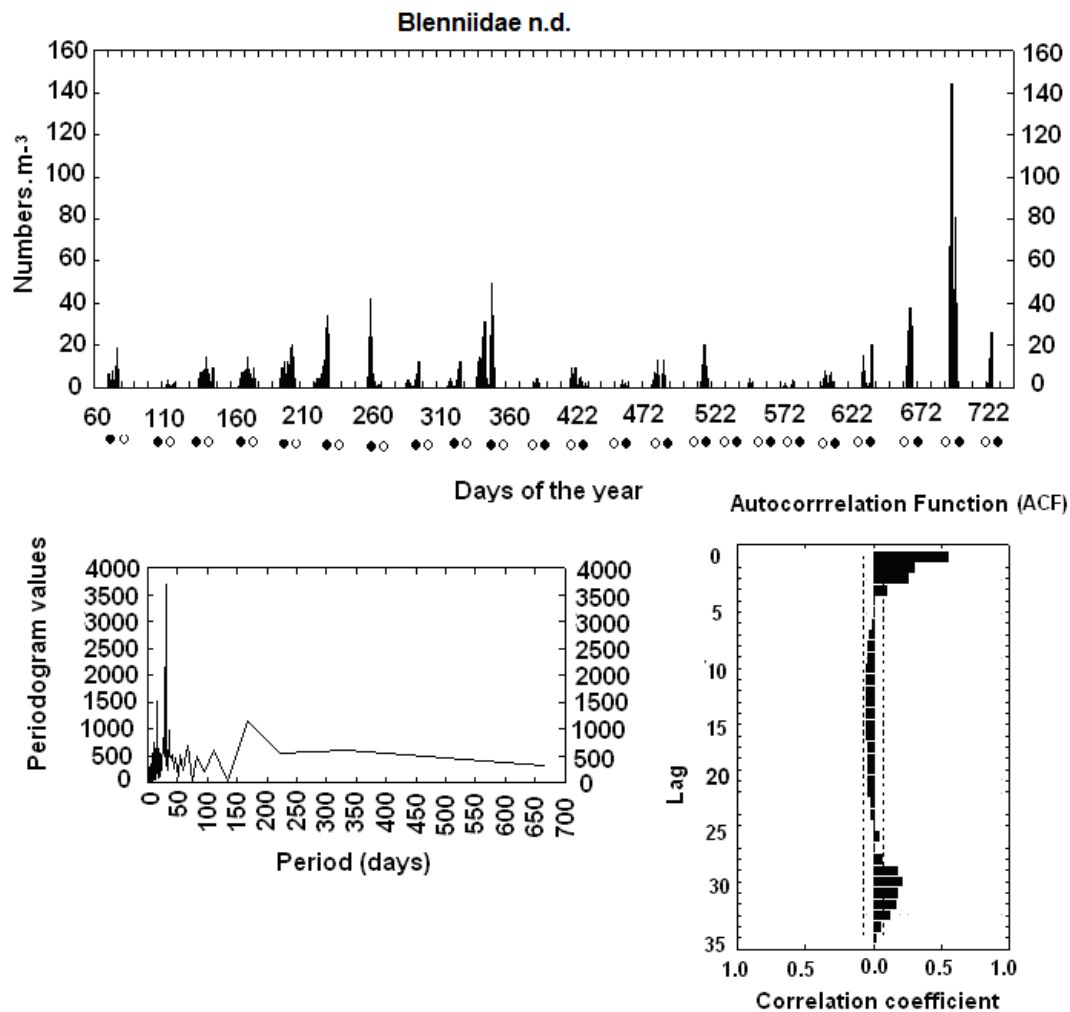 Blenniidae n.d.
160 160
140 140
120 120
100 100
80 80
60 60
40 40
20 20
0 0
Numbers.m-3
60 110 160 210 260 310 360 422 472 522 572 622 672 722
Days of the year
4000 4000
3500 3500
3000 3000
2500 2500
2000 2000
1500 1500
1000 1000
500 500
0 0
Periodogram values
0 50 100 150 200 250 300 350 400 450 500 550 600 650 700
Period (days)
Autocorrrelation Function (ACF)
0
5
10
15
20
25
30
35
Lag
1.0 0.5 0.0 0.5 1.0
Correlation coefficient